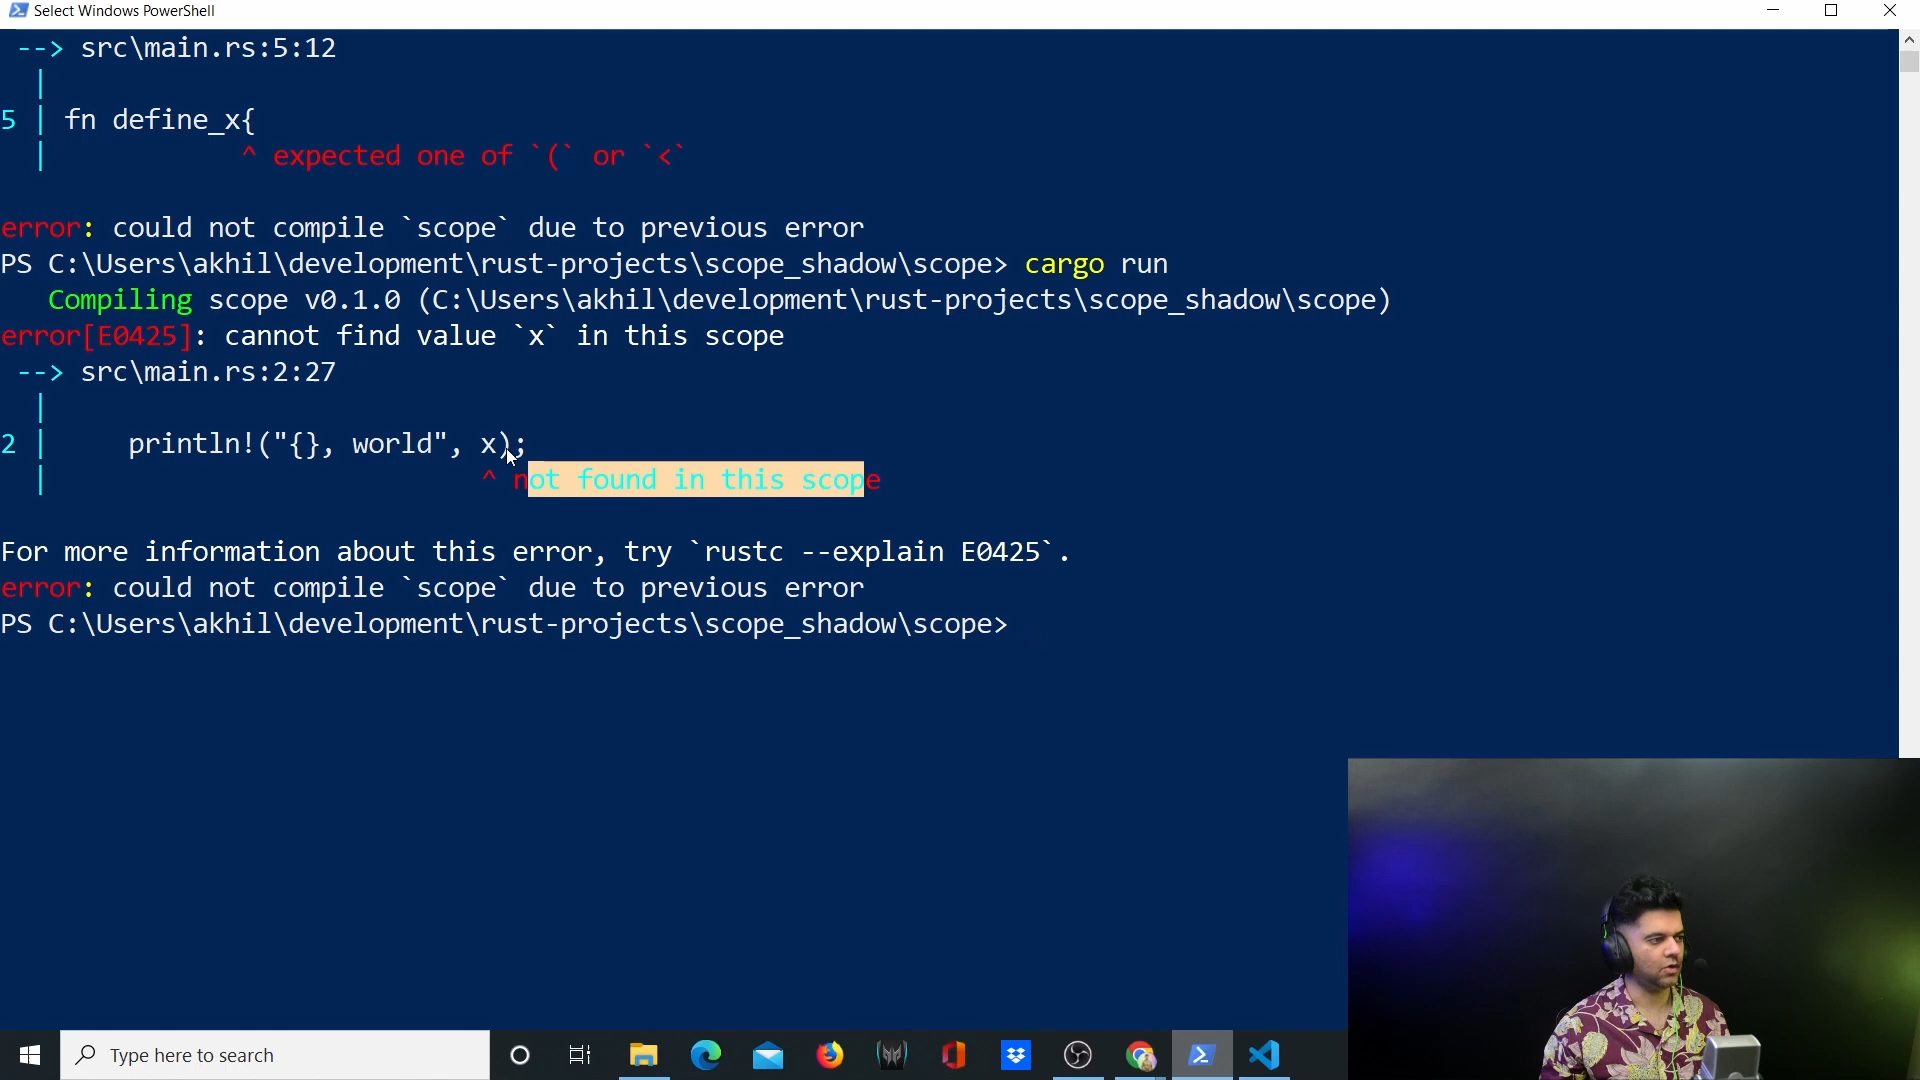 Select Windows PowerShell
--> src\main.rs:5:12
|
5 | fn define_x{
| ^ expected one of `(` or `<`
error: could not compile `scope` due to previous error
PS C:\Users\akhil\development\rust-projects\scope_shadow\scope> cargo run
Compiling scope v0.1.0 (C:\Users\akhil\development\rust-projects\scope_shadow\scope)
error[E0425]: cannot find value `x` in this scope
--> src\main.rs:2:27
|
2 | println!("{}, world", x);
| ^ not found in this scope
For more information about this error, try `rustc --explain E0425`.
error: could not compile `scope` due to previous error
PS C:\Users\akhil\development\rust-projects\scope_shadow\scope>
Type here to search